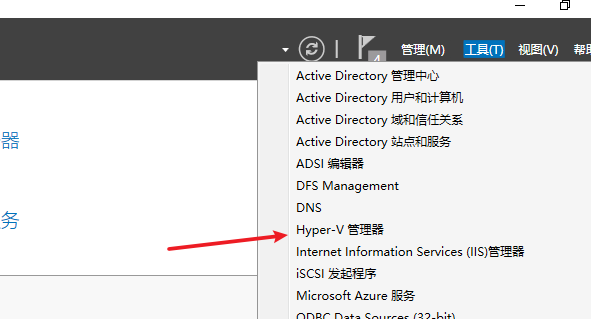 4
管理(M) 工具(T) 视图(V) 帮助
Active Directory 管理中心
Active Directory 用户和计算机
Active Directory 域和信任关系
器
Active Directory 站点和服务
ADSI 编辑器
DFS Management
DNS
务
Hyper-V 管理器
Internet Information Services (IIS)管理器
iSCSI 发起程序
Microsoft Azure 服务
ODBC Data Sources (32-bit)